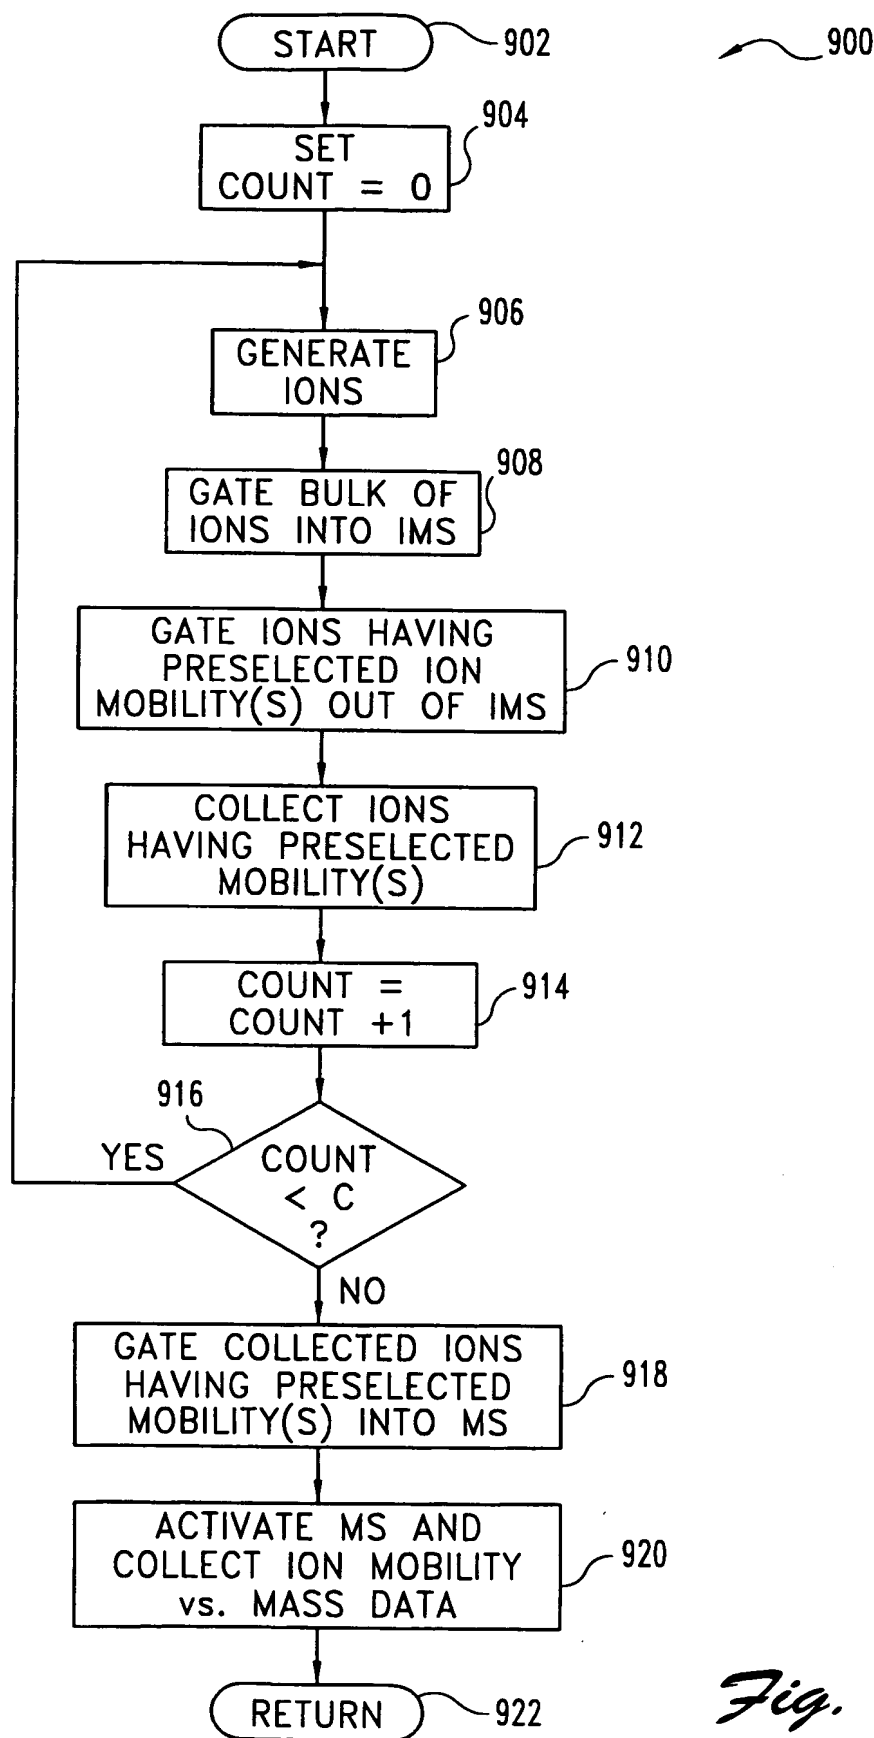 START
902
900
904
SET
COUNT = 0
906
GENERATE
IONS
908
GATE BULK OF
IONS INTO IMS
GATE IONS HAVING
PRESELECTED ION
MOBILITY(S) OUT OF IMS
910
COLLECT IONS
HAVING PRESELECTED
MOBILITY(S)
912
COUNT =
COUNT +1
914
916
YES
COUNT
< C
?
NO
GATE COLLECTED IONS
HAVING PRESELECTED
MOBILITY(S) INTO MS
918
ACTIVATE MS AND
COLLECT ION MOBILITY
vs. MASS DATA
920
RETURN
922
Fig.